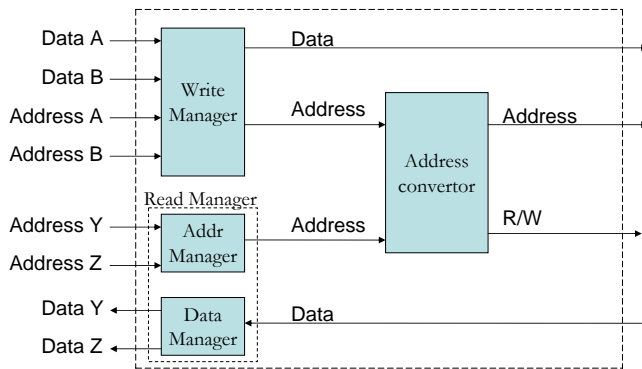 Data A
Data B
Address A
Address B
Write
Manager
Data
Address
Address
convertor
Address
R/W
Read Manager
Address Y
Address Z
Addr
Manager
Address
Data Y
Data Z
Data
Manager
Data